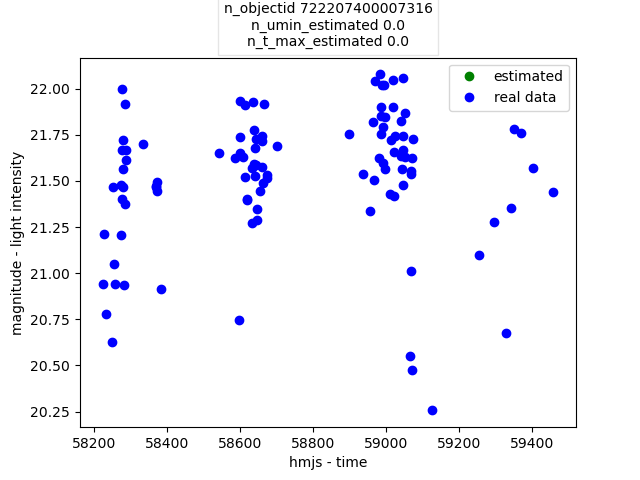 n_objectid 722207400007316
n_umin_estimated 0.0
n_t_max_estimated 0.0
estimated
real data
magnitude - light intensity
22.00
21.75
21.50
21.25
21.00
20.75
20.50
20.25
58200 58400 58600 58800 59000 59200 59400
hmjs - time